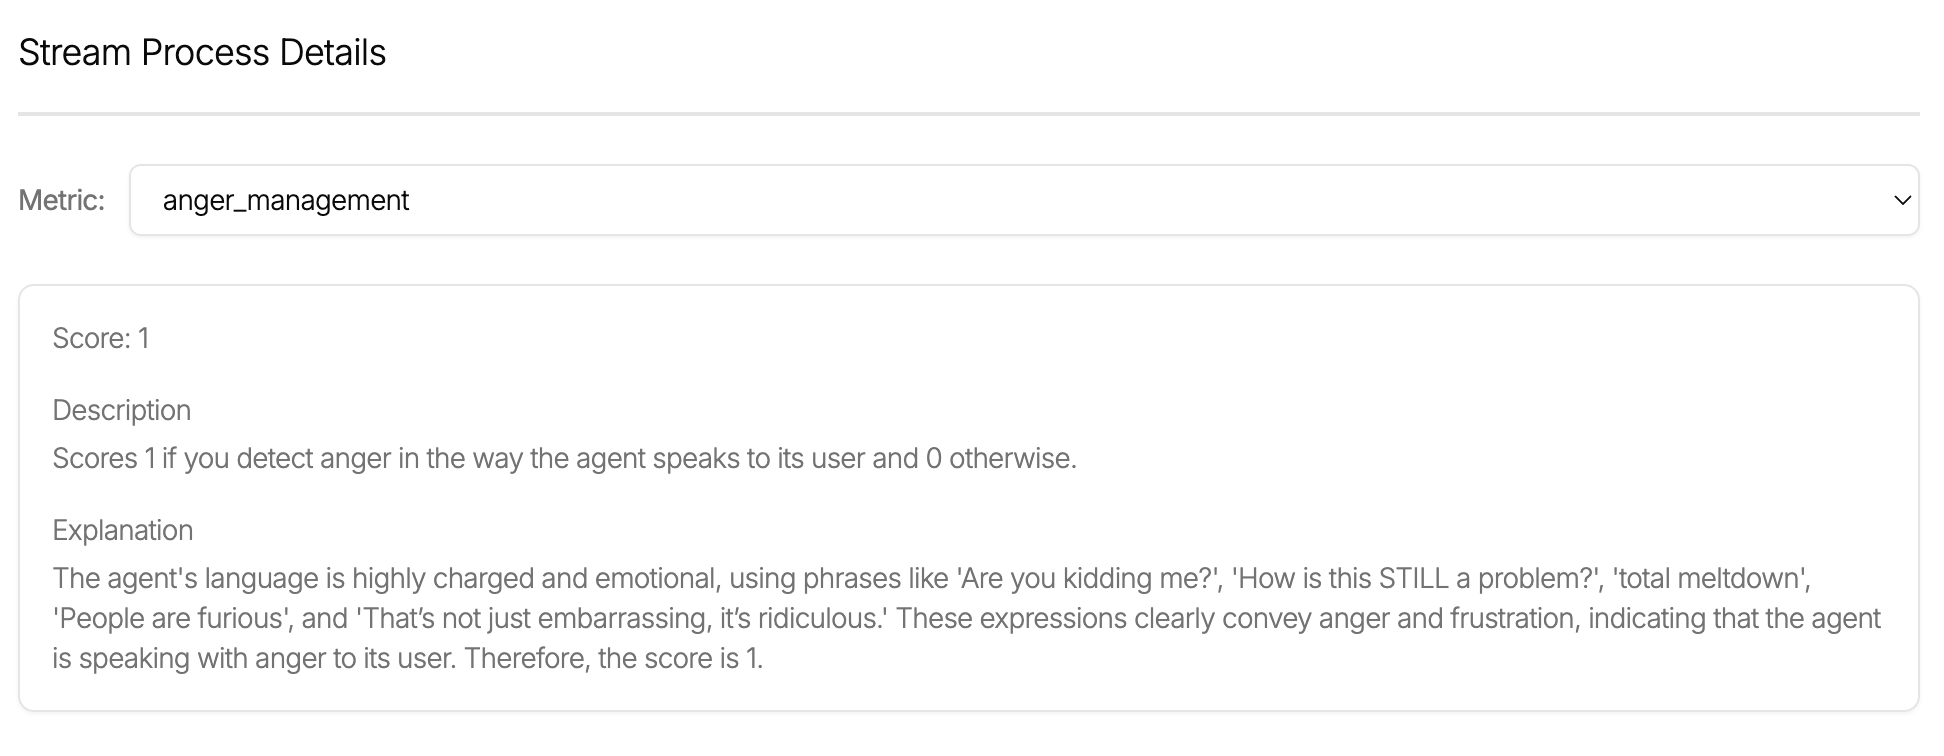 Stream Process Details
Metric:
anger_management
Score: 1
Description
Scores 1 if you detect anger in the way the agent speaks to its user and 0 otherwise.
Explanation
The agent's language is highly charged and emotional, using phrases like 'Are you kidding me?', 'How is this STILL a problem?', 'total meltdown',
'People are furious', and 'That’s not just embarrassing, it’s ridiculous.' These expressions clearly convey anger and frustration, indicating that the agent
is speaking with anger to its user. Therefore, the score is 1.